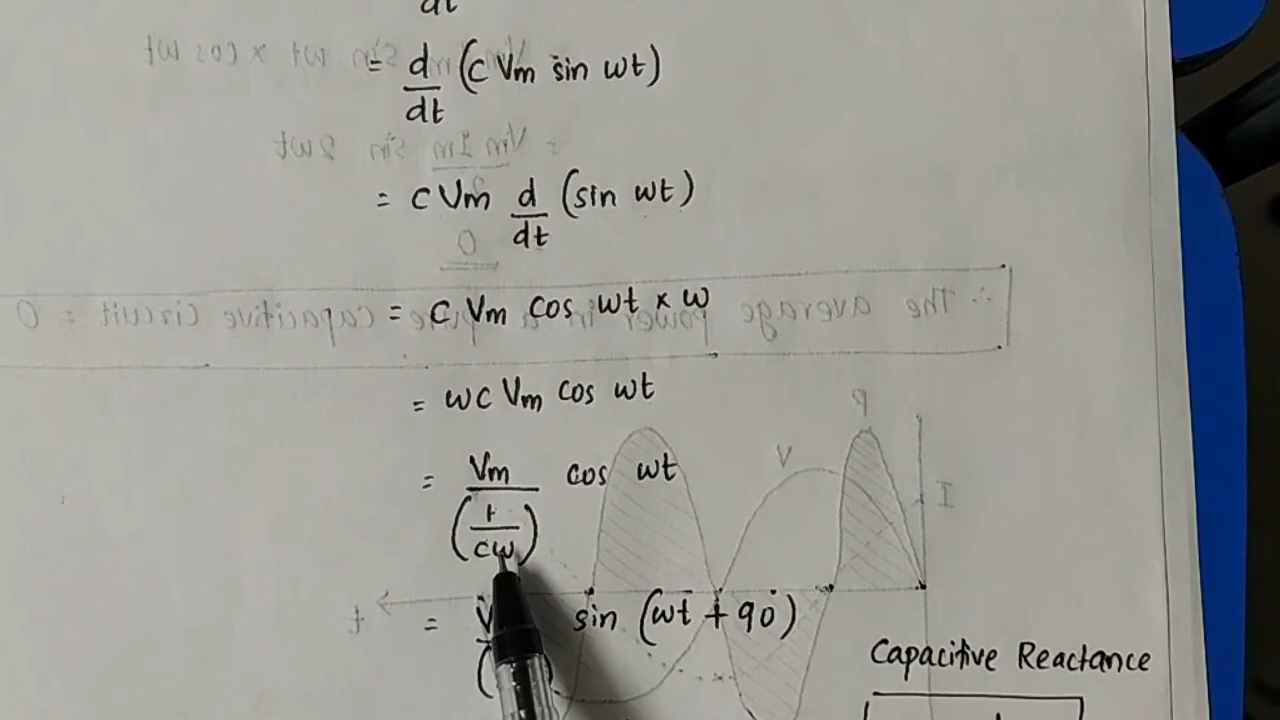 dt
= d/dt (C Vm sin wt)
= C Vm d/dt (sin wt)
= C Vm cos wt × w
= wc Vm cos wt
= Vm/(1/cw) cos wt
= V sin (wt + 90)
(
Capacitive Reactance